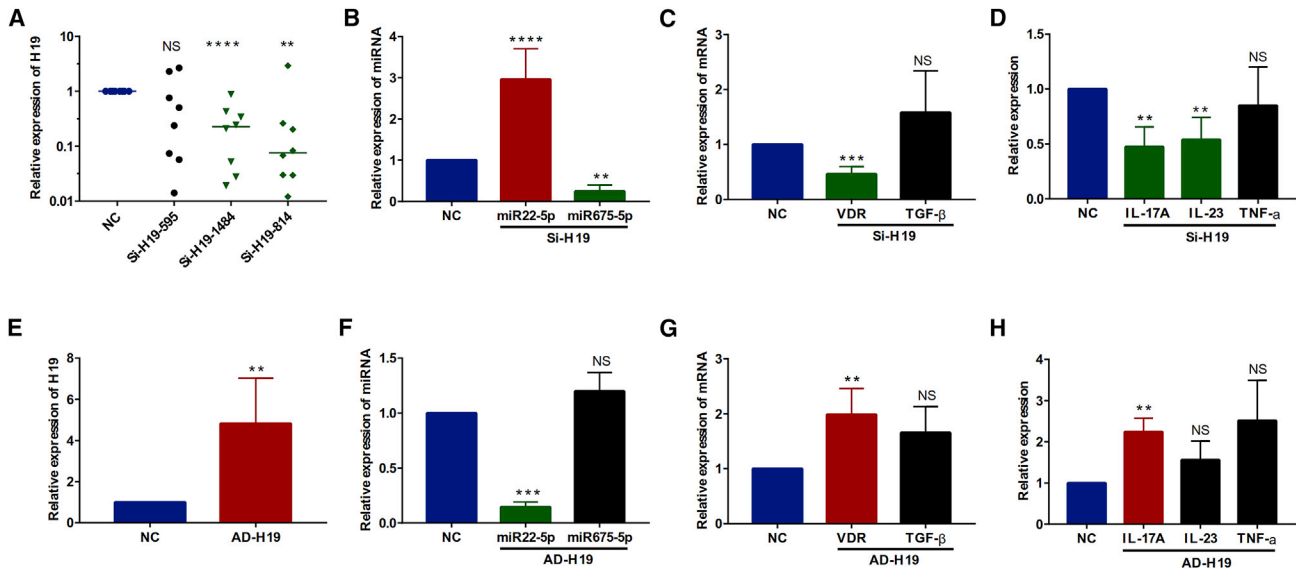 A
Relative expression of H19
10
1
0.1
0.01
NS
****
**
NC
Si-H19-595
Si-H19-1484
Si-H19-814
B
Relative expression of miRNA
4
3
2
1
0
****
**
NC
miR22-5p
miR675-5p
Si-H19
C
Relative expression of mRNA
3
2
1
0
***
NS
NC
VDR
TGF-β
Si-H19
D
Relative expression
1.5
1.0
0.5
0.0
**
**
NS
NC
IL-17A
IL-23
TNF-a
Si-H19
E
Relative expression of H19
8
6
4
2
0
**
NC
AD-H19
F
Relative expression of miRNA
1.5
1.0
0.5
0.0
***
NS
NC
miR22-5p
miR675-5p
AD-H19
G
Relative expression of mRNA
3
2
1
0
**
NS
NC
VDR
TGF-β
AD-H19
H
Relative expression
4
3
2
1
0
**
NS
NS
NC
IL-17A
IL-23
TNF-a
AD-H19